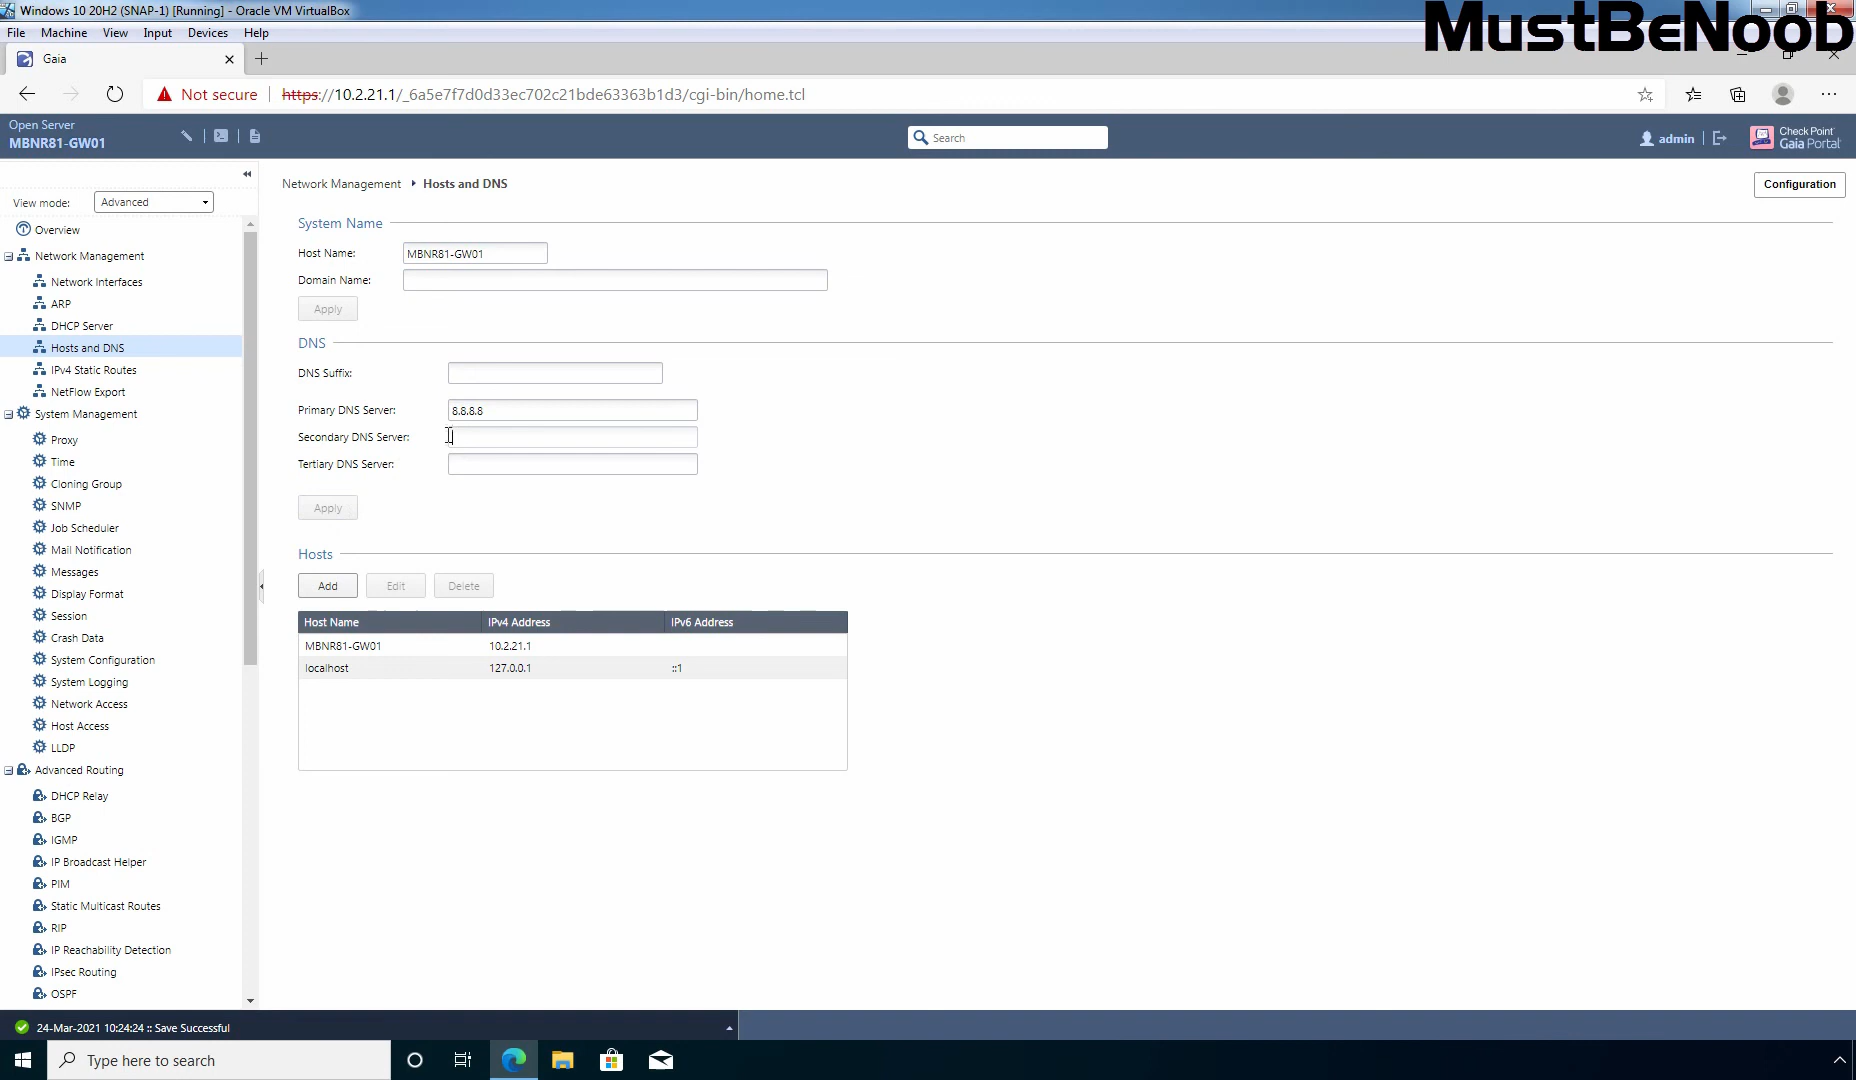 Windows 10 20H2 (SNAP-1) [Running] - Oracle VM VirtualBox
MustBeNoob
File Machine View Input Devices Help
Gaia
Not secure https://10.2.21.1/_6a5e7f7d0d33ec702c21bde63363b1d3/cgi-bin/home.tcl
Open Server
MBNR81-GW01
Search
admin
Check Point
Gaia Portal
View mode: Advanced
Overview
Network Management
Network Interfaces
ARP
DHCP Server
Hosts and DNS
IPv4 Static Routes
NetFlow Export
System Management
Proxy
Time
Cloning Group
SNMP
Job Scheduler
Mail Notification
Messages
Display Format
Session
Crash Data
System Configuration
System Logging
Network Access
Host Access
LLDP
Advanced Routing
DHCP Relay
BGP
IGMP
IP Broadcast Helper
PIM
Static Multicast Routes
RIP
IP Reachability Detection
IPsec Routing
OSPF
Network Management Hosts and DNS
Configuration
System Name
Host Name: MBNR81-GW01
Domain Name:
Apply
DNS
DNS Suffix:
Primary DNS Server: 8.8.8.8
Secondary DNS Server:
Tertiary DNS Server:
Apply
Hosts
Add Edit Delete
Host Name IPv4 Address IPv6 Address
MBNR81-GW01 10.2.21.1
localhost 127.0.0.1 ::1
24-Mar-2021 10:24:24 :: Save Successful
Type here to search